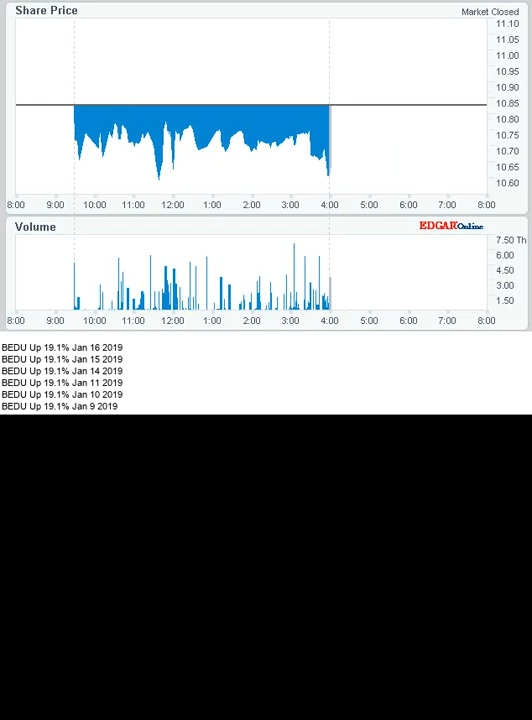 Share Price
Market Closed
11.10
11.05
11.00
10.95
10.90
10.85
10.80
10.75
10.70
10.65
10.60
8:00 9:00 10:00 11:00 12:00 1:00 2:00 3:00 4:00 5:00 6:00 7:00 8:00
Volume
EDGAR Online
7.50 Th
6.00
4.50
3.00
1.50
8:00 9:00 10:00 11:00 12:00 1:00 2:00 3:00 4:00 5:00 6:00 7:00 8:00
BEDU Up 19.1% Jan 16 2019
BEDU Up 19.1% Jan 15 2019
BEDU Up 19.1% Jan 14 2019
BEDU Up 19.1% Jan 11 2019
BEDU Up 19.1% Jan 10 2019
BEDU Up 19.1% Jan 9 2019